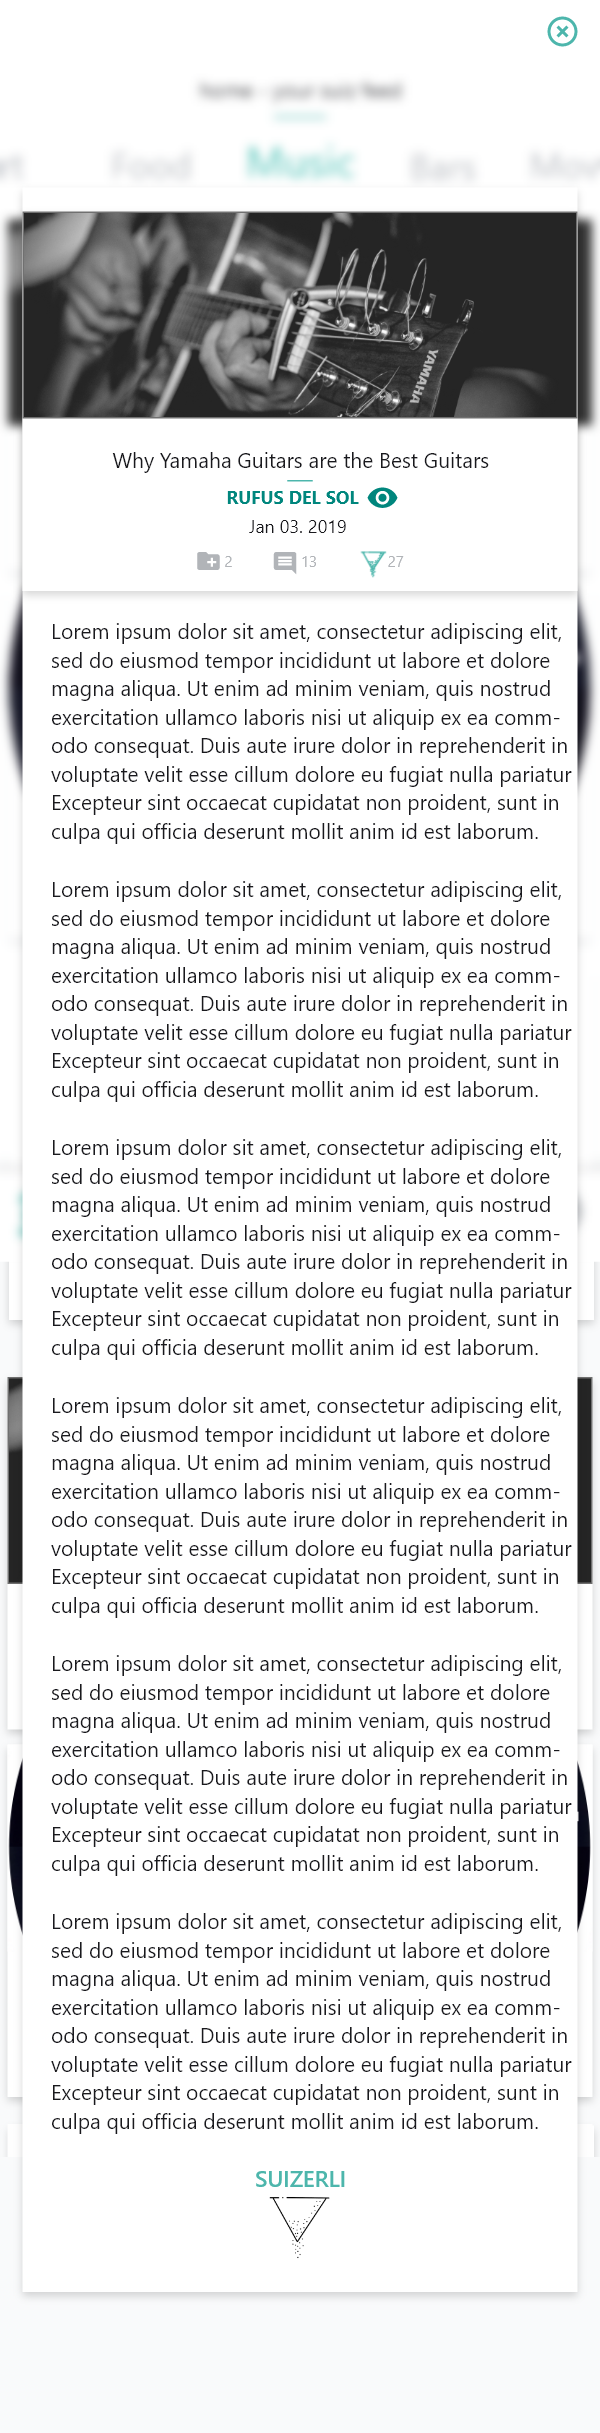 home - your suiz feed
Food Music Bars
Why Yamaha Guitars are the Best Guitars
YAMAHA
RUFUS DEL SOL
Jan 03. 2019
2 13 27
Lorem ipsum dolor sit amet, consectetur adipiscing elit,
sed do eiusmod tempor incididunt ut labore et dolore
magna aliqua. Ut enim ad minim veniam, quis nostrud
exercitation ullamco laboris nisi ut aliquip ex ea comm-
odo consequat. Duis aute irure dolor in reprehenderit in
voluptate velit esse cillum dolore eu fugiat nulla pariatur
Excepteur sint occaecat cupidatat non proident, sunt in
culpa qui officia deserunt mollit anim id est laborum.
Lorem ipsum dolor sit amet, consectetur adipiscing elit,
sed do eiusmod tempor incididunt ut labore et dolore
magna aliqua. Ut enim ad minim veniam, quis nostrud
exercitation ullamco laboris nisi ut aliquip ex ea comm-
odo consequat. Duis aute irure dolor in reprehenderit in
voluptate velit esse cillum dolore eu fugiat nulla pariatur
Excepteur sint occaecat cupidatat non proident, sunt in
culpa qui officia deserunt mollit anim id est laborum.
Lorem ipsum dolor sit amet, consectetur adipiscing elit,
sed do eiusmod tempor incididunt ut labore et dolore
magna aliqua. Ut enim ad minim veniam, quis nostrud
exercitation ullamco laboris nisi ut aliquip ex ea comm-
odo consequat. Duis aute irure dolor in reprehenderit in
voluptate velit esse cillum dolore eu fugiat nulla pariatur
Excepteur sint occaecat cupidatat non proident, sunt in
culpa qui officia deserunt mollit anim id est laborum.
Lorem ipsum dolor sit amet, consectetur adipiscing elit,
sed do eiusmod tempor incididunt ut labore et dolore
magna aliqua. Ut enim ad minim veniam, quis nostrud
exercitation ullamco laboris nisi ut aliquip ex ea comm-
odo consequat. Duis aute irure dolor in reprehenderit in
voluptate velit esse cillum dolore eu fugiat nulla pariatur
Excepteur sint occaecat cupidatat non proident, sunt in
culpa qui officia deserunt mollit anim id est laborum.
Lorem ipsum dolor sit amet, consectetur adipiscing elit,
sed do eiusmod tempor incididunt ut labore et dolore
magna aliqua. Ut enim ad minim veniam, quis nostrud
exercitation ullamco laboris nisi ut aliquip ex ea comm-
odo consequat. Duis aute irure dolor in reprehenderit in
voluptate velit esse cillum dolore eu fugiat nulla pariatur
Excepteur sint occaecat cupidatat non proident, sunt in
culpa qui officia deserunt mollit anim id est laborum.
Lorem ipsum dolor sit amet, consectetur adipiscing elit,
sed do eiusmod tempor incididunt ut labore et dolore
magna aliqua. Ut enim ad minim veniam, quis nostrud
exercitation ullamco laboris nisi ut aliquip ex ea comm-
odo consequat. Duis aute irure dolor in reprehenderit in
voluptate velit esse cillum dolore eu fugiat nulla pariatur
Excepteur sint occaecat cupidatat non proident, sunt in
culpa qui officia deserunt mollit anim id est laborum.
SUIZERLI